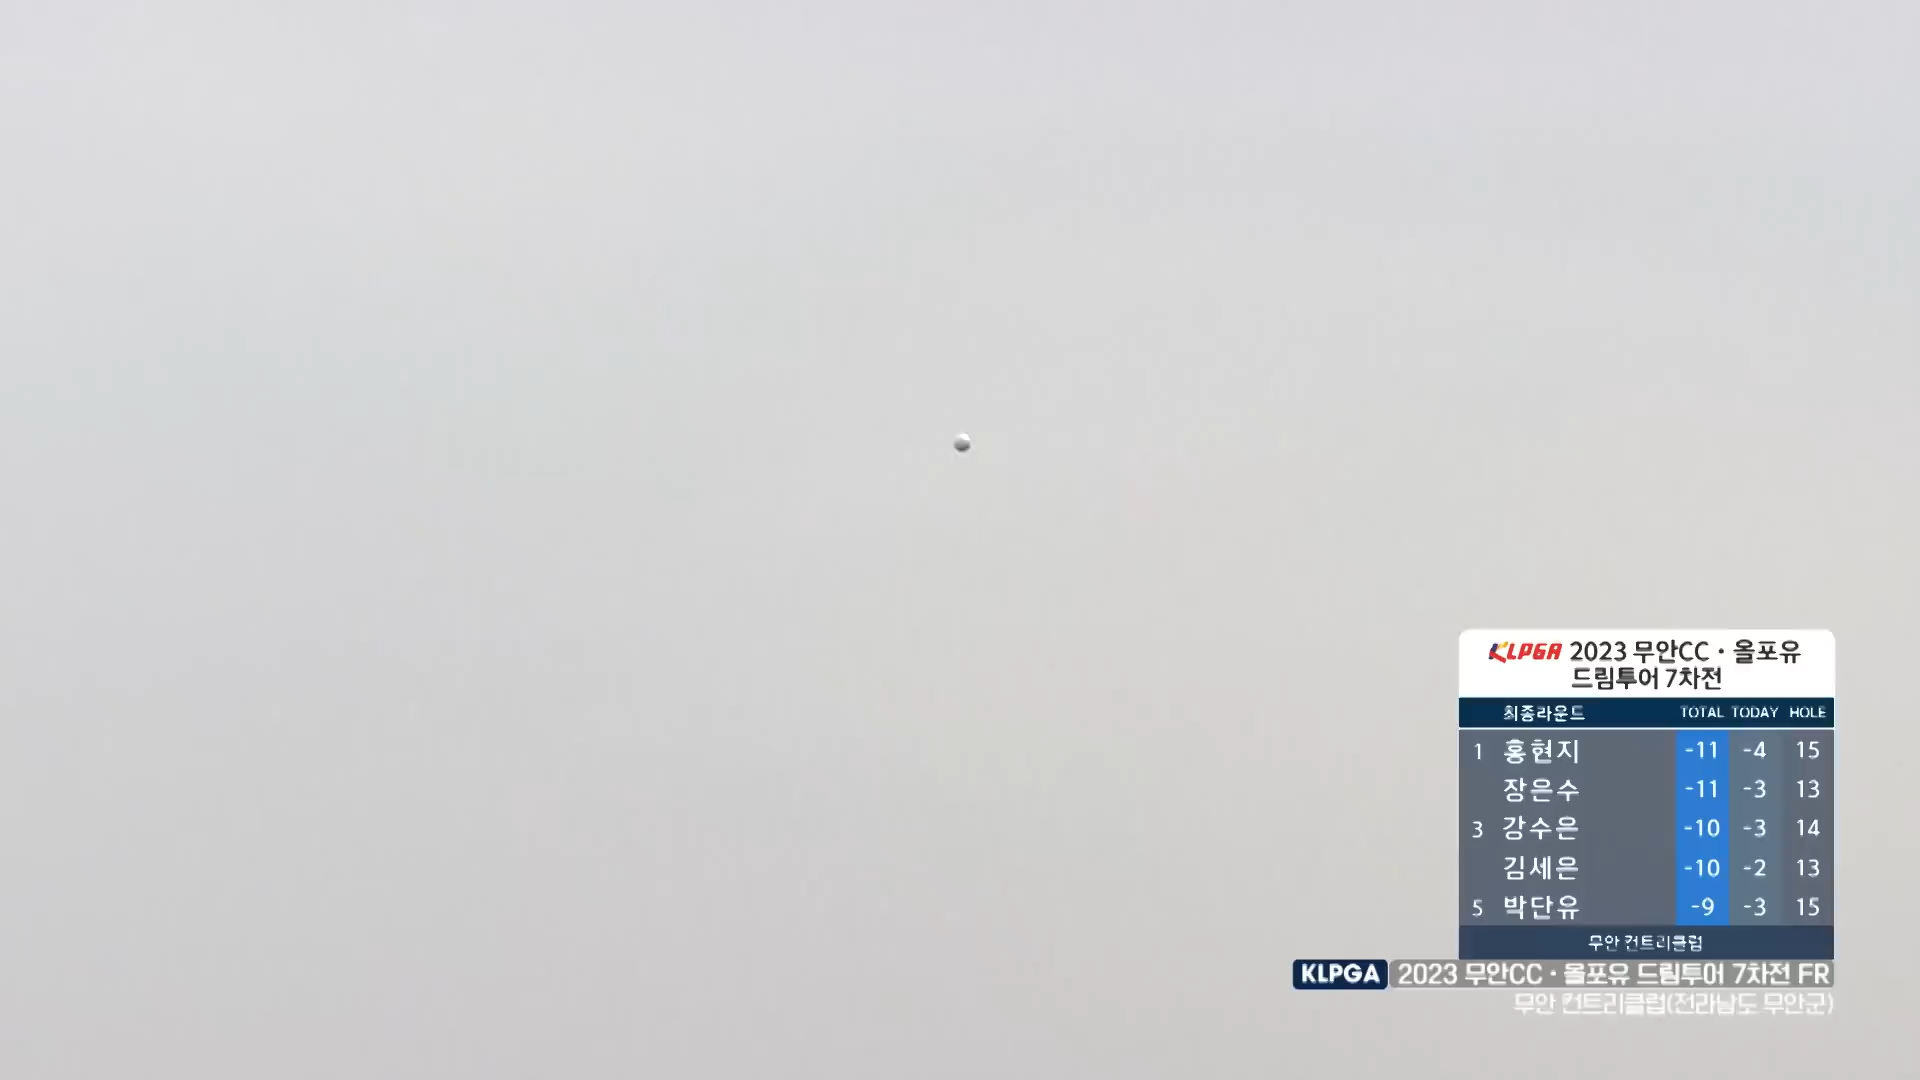 KLPGA 2023 무안CC · 올포유
드림투어 7차전
최종라운드 TOTAL TODAY HOLE
1 홍현지 -11 -4 15
장은수 -11 -3 13
3 강수은 -10 -3 14
김세은 -10 -2 13
5 박단유 -9 -3 15
무안 컨트리클럽
KLPGA 2023 무안CC · 올포유 드림투어 7차전 FR
무안 컨트리클럽(전라남도 무안군)